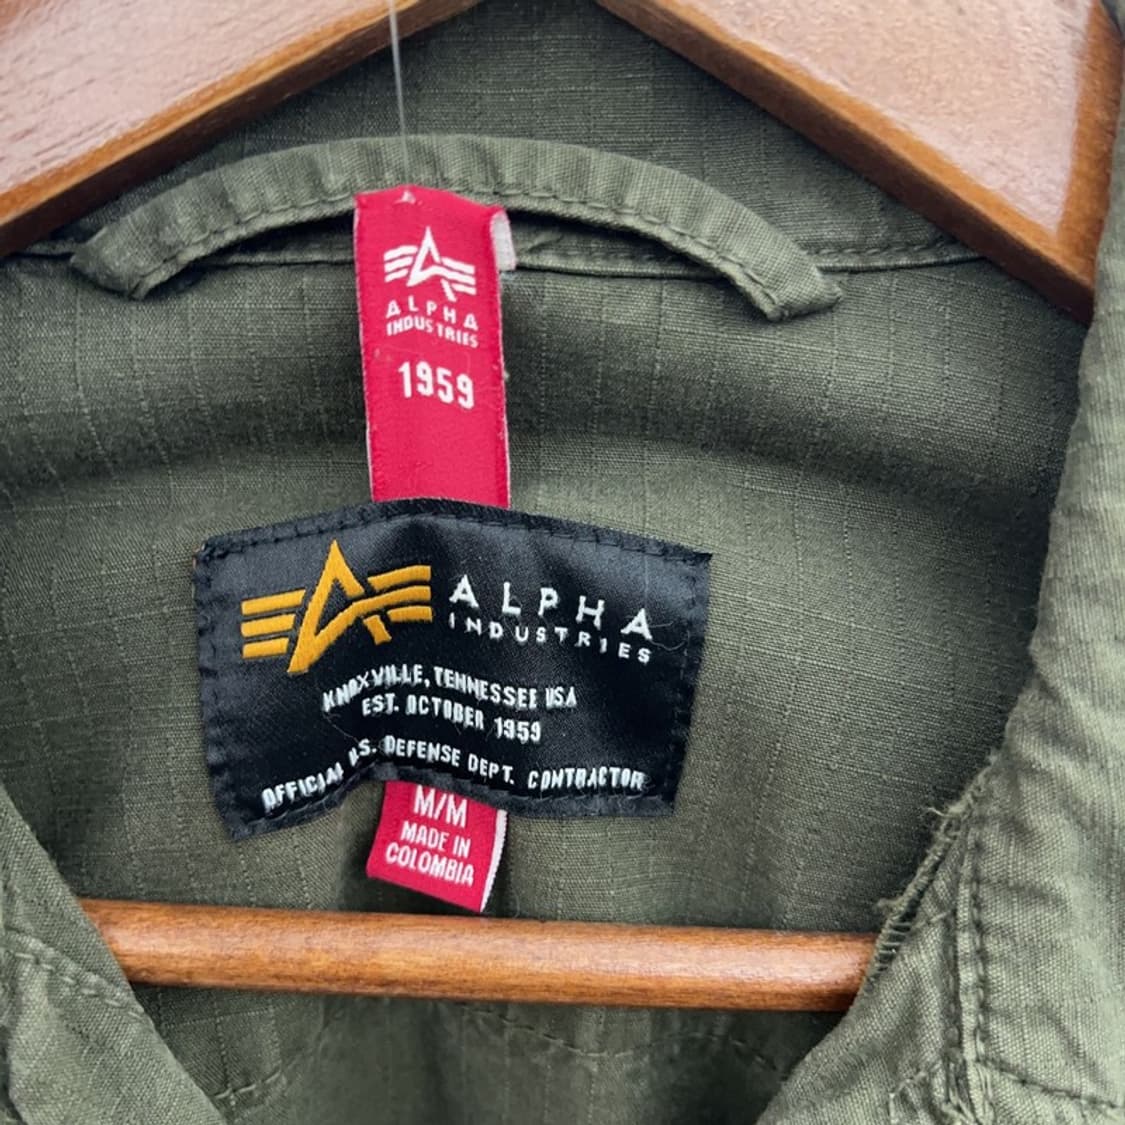 ALPHA
INDUSTRIES
1959
ALPHA
INDUSTRIES
KNOXVILLE, TENNESSEE USA
EST. OCTOBER 1959
OFFICIAL U.S. DEFENSE DEPT. CONTRACTOR
M/M
MADE IN
COLOMBIA